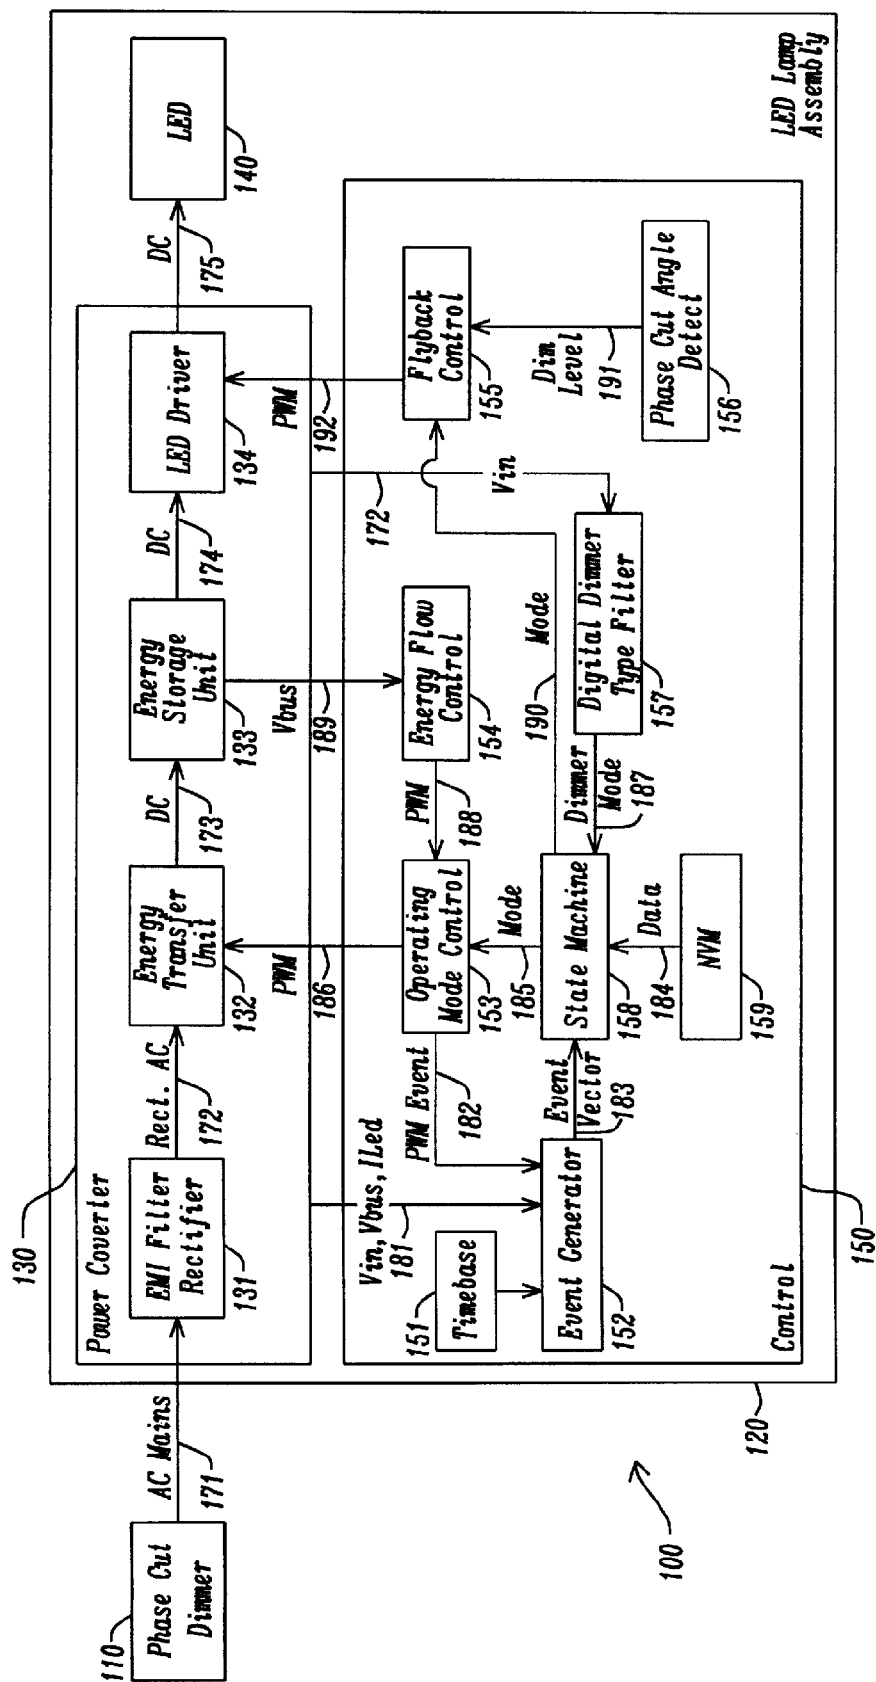 110
Phase Cut
Dimmer
AC Mains
171
100
120
LED Lamp
Assembly
130
Power Coverter
EMI Filter
Rectifier
131
Rect. AC
172
Energy
Transfer
Unit
132
DC
173
Energy
Storage
Unit
133
DC
174
LED Driver
134
DC
175
LED
140
Vin, Vbus, ILed
181
PWM
186
Vbus
189
PWM
192
172
Vin
150
Control
151
Timebase
Event Generator
152
PWM Event
182
Operating
Mode Control
153
PWM
188
Energy Flow
Control
154
Flyback
Control
155
Event
Vector
183
Mode
185
State Machine
158
Mode
190
Dimmer
Mode
187
Digital Dimmer
Type Filter
157
Dim
Level
191
Phase Cut Angle
Detect
156
Data
184
NVM
159